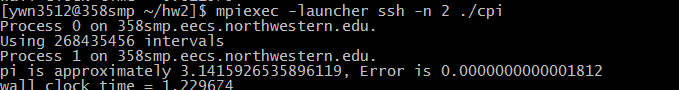 [ywn3512@358smp ~/hw2]$ mpiexec -launcher ssh -n 2 ./cpi
Process 0 on 358smp.eecs.northwestern.edu.
Using 268435456 intervals
Process 1 on 358smp.eecs.northwestern.edu.
pi is approximately 3.1415926535896119, Error is 0.0000000000001812
wall clock time = 1.229674